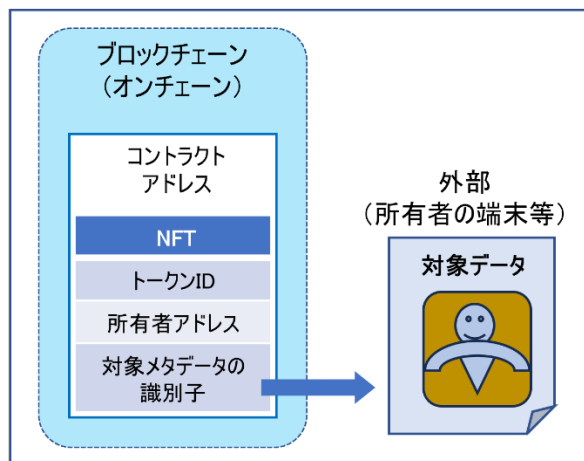 ブロックチェーン
（オンチェーン）
コントラクト
アドレス
NFT
トークンID
所有者アドレス
対象メタデータの
識別子
外部
（所有者の端末等）
対象データ